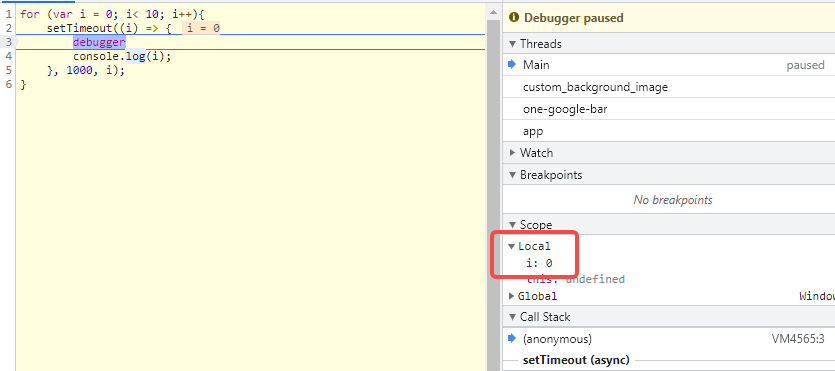 1 for (var i = 0; i< 10; i++){
2 setTimeout((i) => { i = 0
3 debugger
4 console.log(i);
5 }, 1000, i);
6 }
Debugger paused
Threads
Main paused
custom_background_image
one-google-bar
app
Watch
Breakpoints
No breakpoints
Scope
Local
i: 0
this: undefined
Global Window
Call Stack
(anonymous) VM4565:3
setTimeout (async)